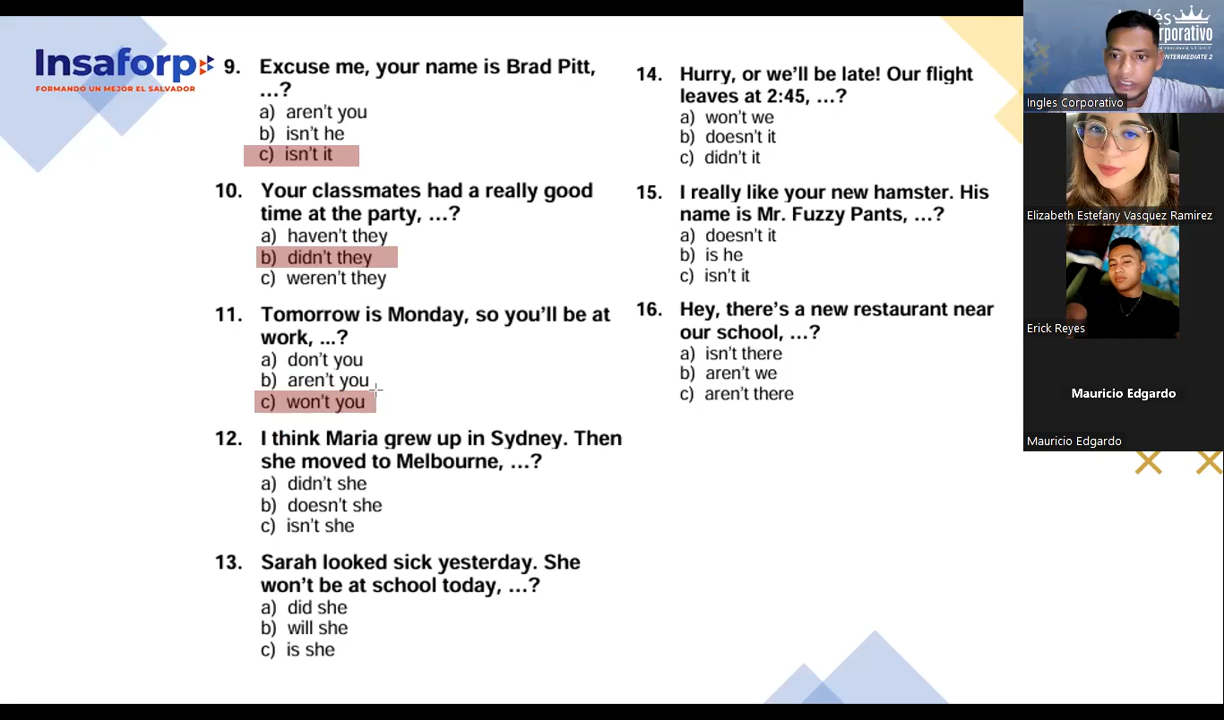 Insaforp
FORMANDO UN MEJOR EL SALVADOR
9. Excuse me, your name is Brad Pitt,
…?
a) aren't you
b) isn't he
c) isn't it
10. Your classmates had a really good
time at the party, …?
a) haven't they
b) didn't they
c) weren't they
11. Tomorrow is Monday, so you'll be at
work, ...?
a) don't you
b) aren't you
c) won't you
12. I think Maria grew up in Sydney. Then
she moved to Melbourne, …?
a) didn't she
b) doesn't she
c) isn't she
13. Sarah looked sick yesterday. She
won't be at school today, …?
a) did she
b) will she
c) is she
14. Hurry, or we'll be late! Our flight
leaves at 2:45, …?
a) won't we
b) doesn't it
c) didn't it
15. I really like your new hamster. His
name is Mr. Fuzzy Pants, …?
a) doesn't it
b) is he
c) isn't it
16. Hey, there's a new restaurant near
our school, …?
a) isn't there
b) aren't we
c) aren't there
INTERMEDIATE 2
Ingles Corporativo
Elizabeth Estefany Vasquez Ramirez
Erick Reyes
Mauricio Edgardo
Mauricio Edgardo